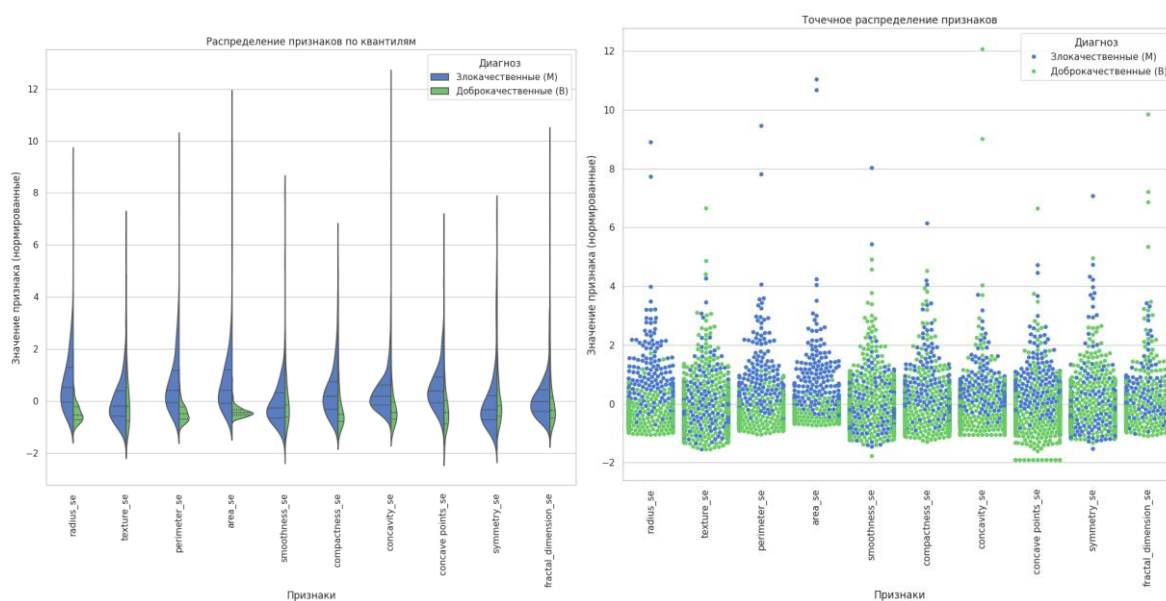 Распределение признаков по квантилям
Диагноз
Злокачественные (M)
Доброкачественные (B)
Значение признака (нормированные)
12
10
8
6
4
2
0
−2
radius_se
texture_se
perimeter_se
area_se
smoothness_se
compactness_se
concavity_se
concave points_se
symmetry_se
fractal_dimension_se
Признаки
Точечное распределение признаков
Диагноз
Злокачественные (M)
Доброкачественные (B)
Значение признака (нормированные)
12
10
8
6
4
2
0
−2
radius_se
texture_se
perimeter_se
area_se
smoothness_se
compactness_se
concavity_se
concave points_se
symmetry_se
fractal_dimension_se
Признаки